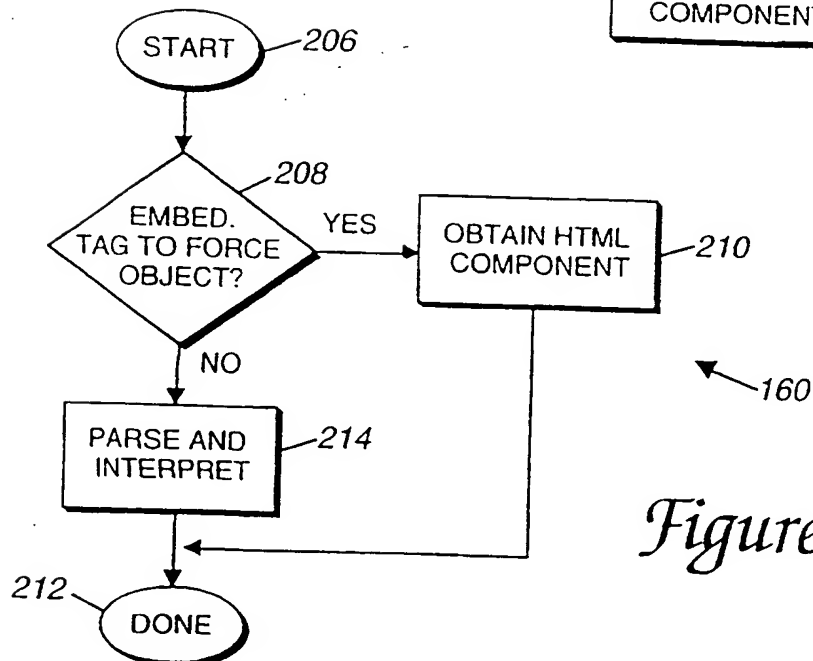 COMPONENT
START
206
208
EMBED.
TAG TO FORCE
OBJECT?
YES
OBTAIN HTML
COMPONENT
210
NO
160
PARSE AND
INTERPRET
214
Figure
212
DONE